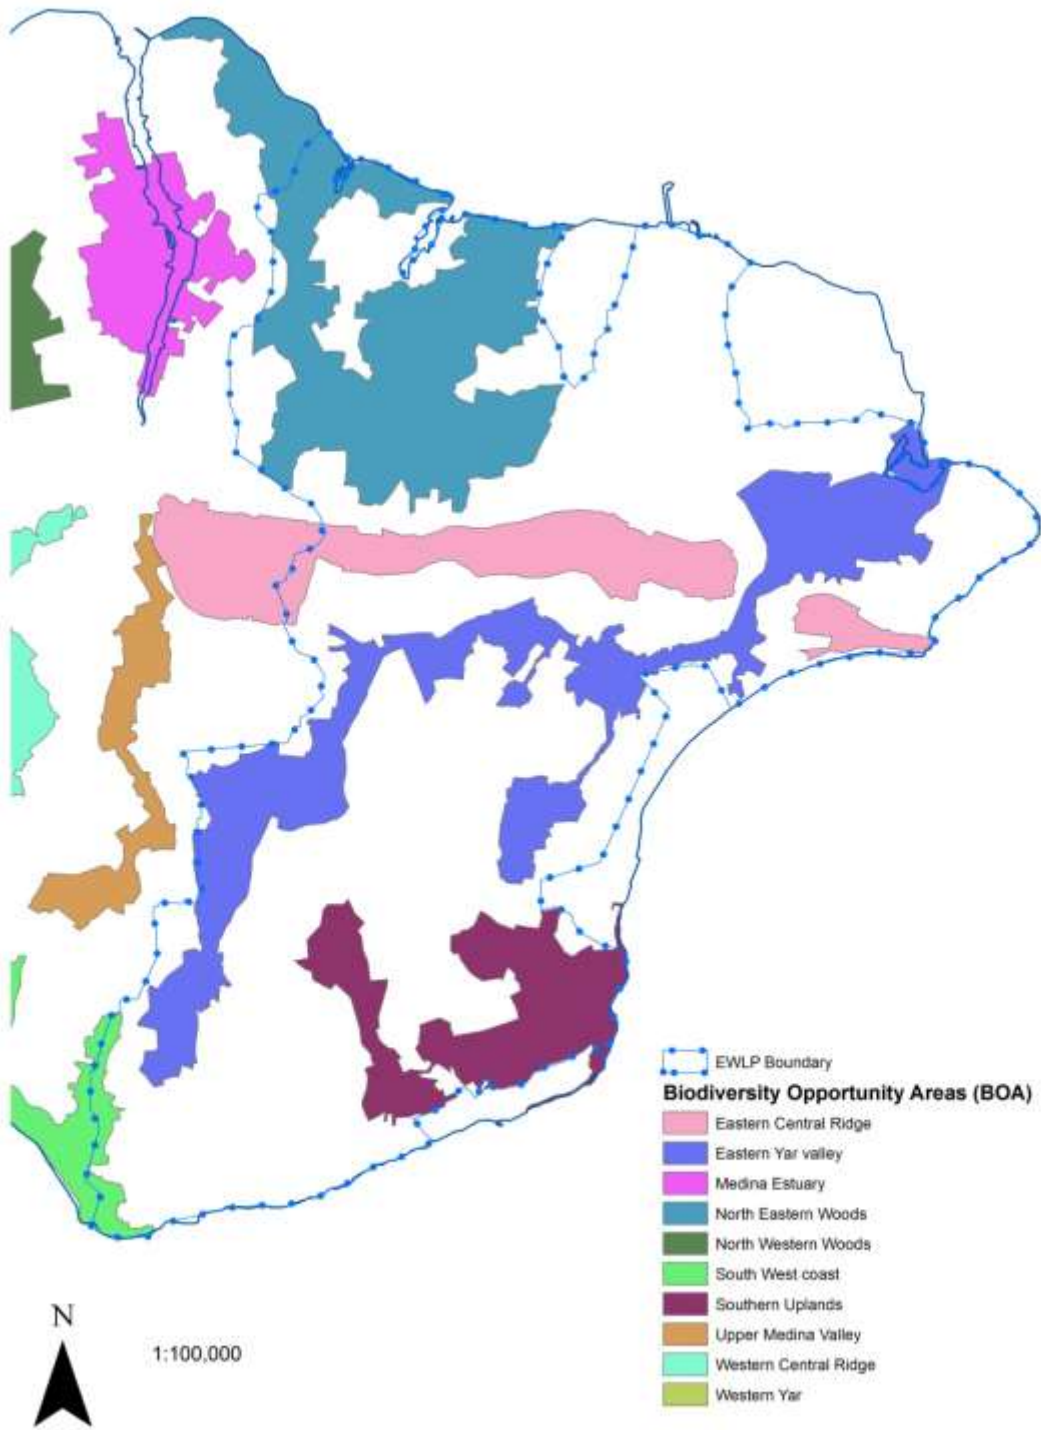 EWLP Boundary
Biodiversity Opportunity Areas (BOA)
Eastern Central Ridge
Eastern Yar valley
Medina Estuary
North Eastern Woods
North Western Woods
South West coast
Southern Uplands
Upper Medina Valley
Western Central Ridge
Western Yar
N
1:100,000